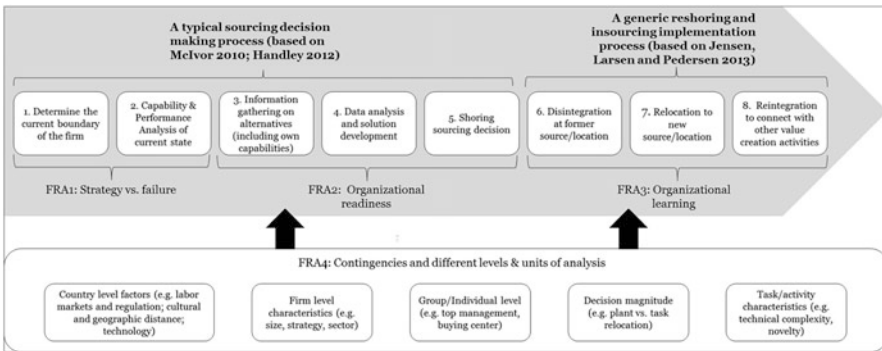 A typical sourcing decision
making process (based on
McIvor 2010; Handley 2012)
A generic reshoring and
insourcing implementation
process (based on Jensen,
Larsen and Pedersen 2013)
1. Determine the
current boundary
of the firm
2. Capability &
Performance
Analysis of
current state
3. Information
gathering on
alternatives
(including own
capabilities)
4. Data analysis
and solution
development
5. Shoring
sourcing decision
6. Disintegration
at former
source/location
7. Relocation to
new
source/location
8. Reintegration
to connect with
other value
creation activities
FRA1: Strategy vs. failure
FRA2: Organizational
readiness
FRA3: Organizational
learning
FRA4: Contingencies and different levels & units of analysis
Country level factors (e.g. labor
markets and regulation; cultural
and geographic distance;
technology)
Firm level
characteristics (e.g.
size, strategy, sector)
Group/Individual level
(e.g. top management,
buying center)
Decision magnitude
(e.g. plant vs. task
relocation)
Task/activity
characteristics (e.g.
technical complexity,
novelty)